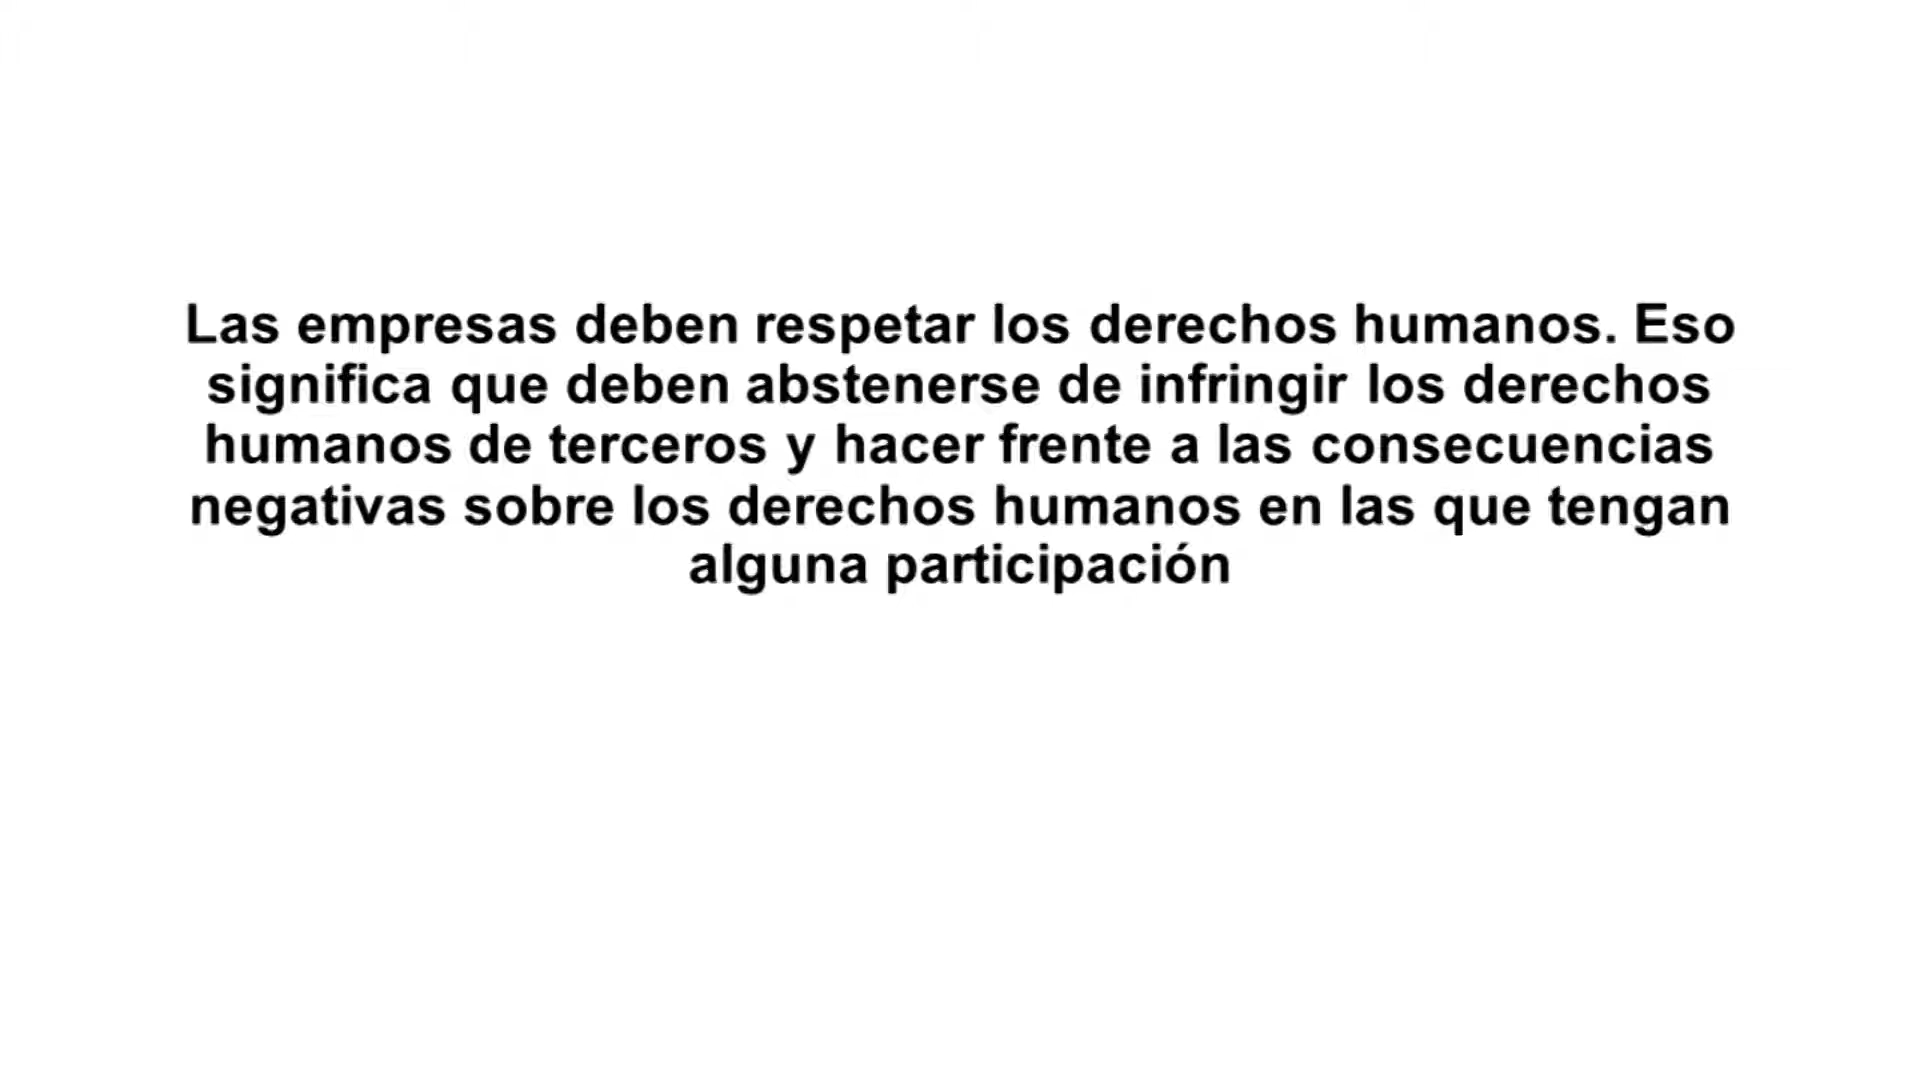 Las empresas deben respetar los derechos humanos. Eso
significa que deben abstenerse de infringir los derechos
humanos de terceros y hacer frente a las consecuencias
negativas sobre los derechos humanos en las que tengan
alguna participación